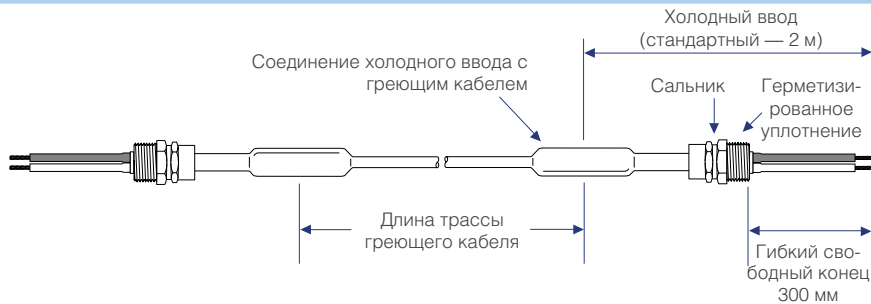 Холодный ввод
(стандартный — 2 м)
Соединение холодного ввода с
греющим кабелем
Сальник
Герметизи-
рованное
уплотнение
Длина трассы
греющего кабеля
Гибкий сво-
бодный конец
300 мм